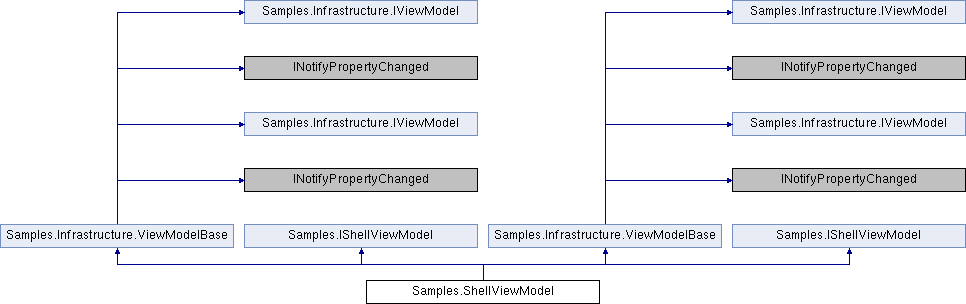 Samples.Infrastructure.IViewModel
Samples.Infrastructure.IViewModel
INotifyPropertyChanged
INotifyPropertyChanged
Samples.Infrastructure.IViewModel
Samples.Infrastructure.IViewModel
INotifyPropertyChanged
INotifyPropertyChanged
Samples.Infrastructure.ViewModelBase
Samples.IShellViewModel
Samples.Infrastructure.ViewModelBase
Samples.IShellViewModel
Samples.ShellViewModel